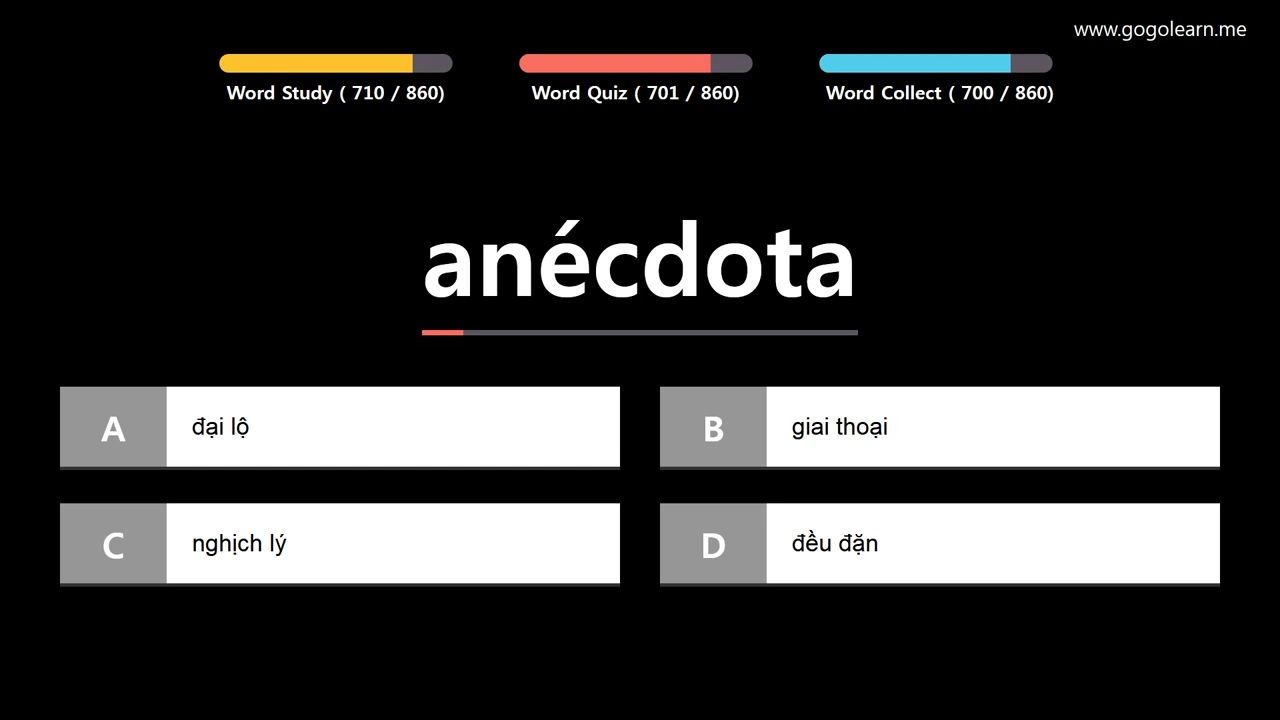 www.gogolearn.me
Word Study ( 710 / 860)
Word Quiz ( 701 / 860)
Word Collect ( 700 / 860)
anécdota
A
đại lộ
B
giai thoại
C
nghịch lý
D
đều đặn